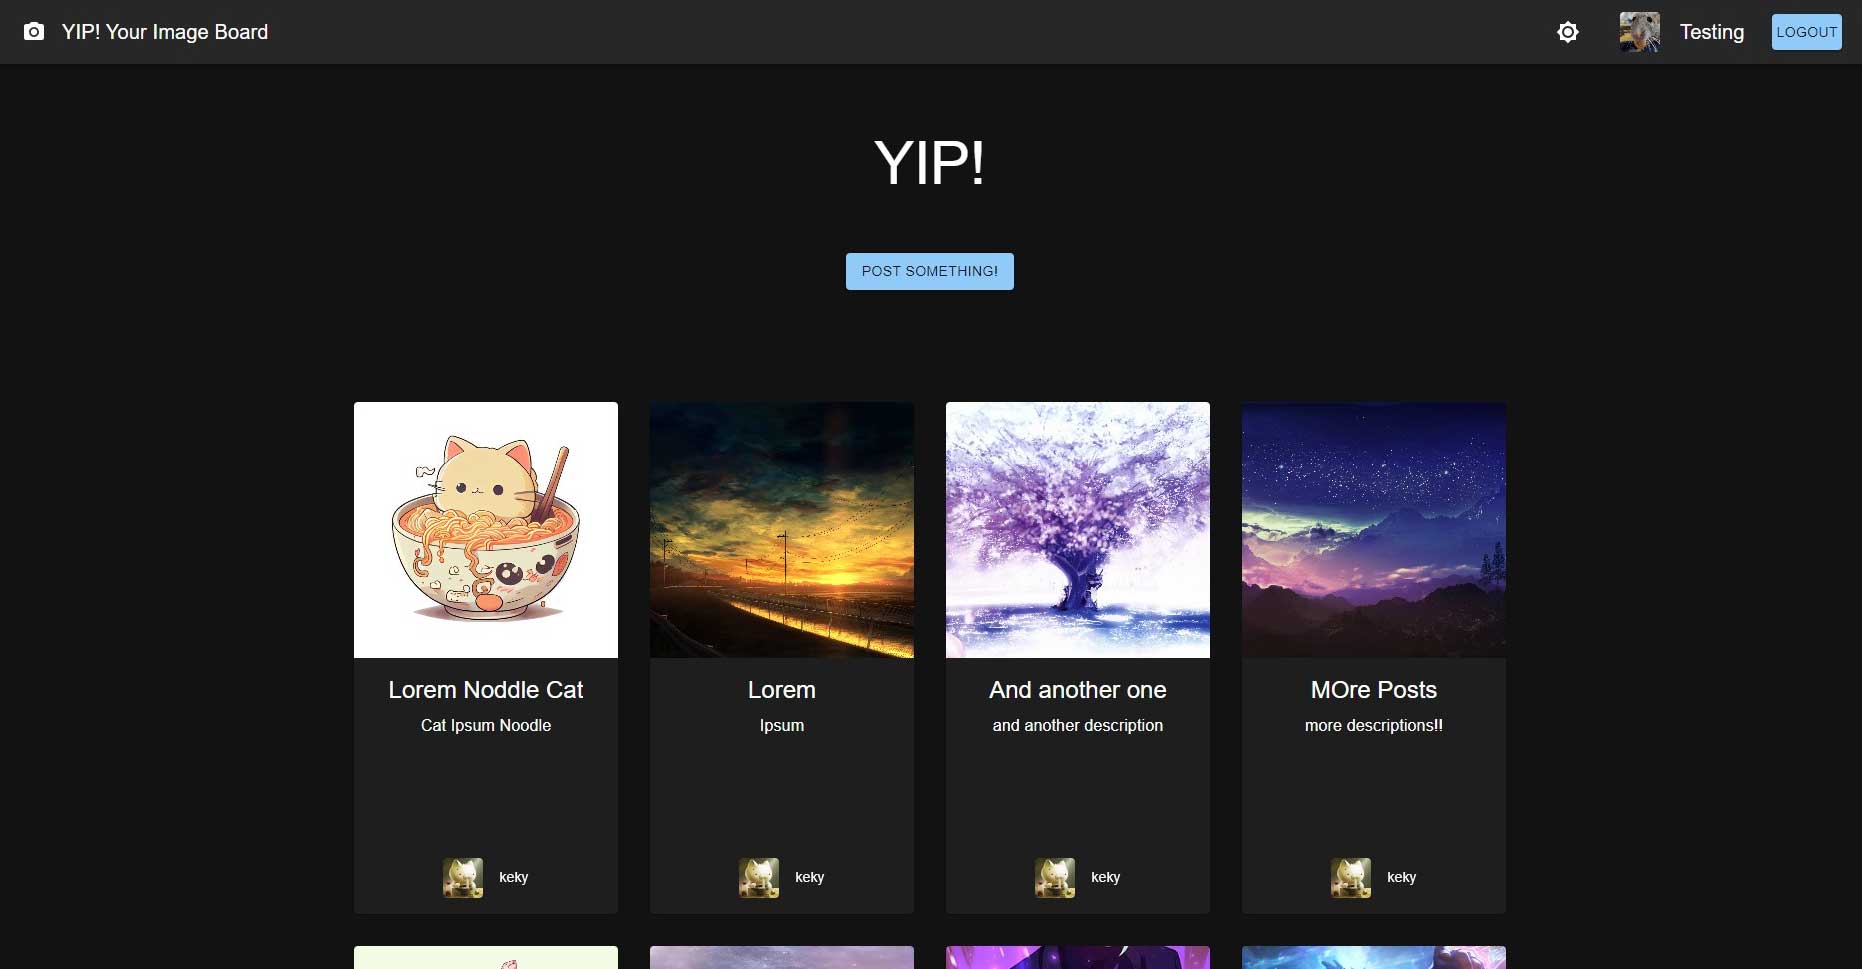 YIP! Your Image Board
Testing
LOGOUT
YIP!
POST SOMETHING!
Lorem Noddle Cat
Cat Ipsum Noodle
keky
Lorem
Ipsum
keky
And another one
and another description
keky
MOre Posts
more descriptions!!
keky